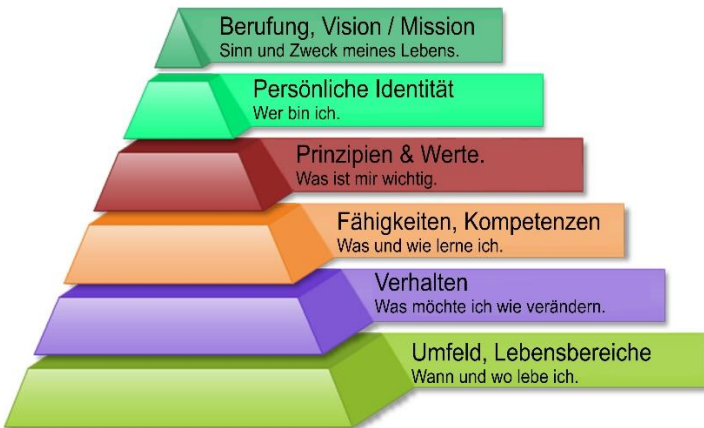 Berufung, Vision / Mission
Sinn und Zweck meines Lebens.
Persönliche Identität
Wer bin ich.
Prinzipien & Werte.
Was ist mir wichtig.
Fähigkeiten, Kompetenzen
Was und wie lerne ich.
Verhalten
Was möchte ich wie verändern.
Umfeld, Lebensbereiche
Wann und wo lebe ich.